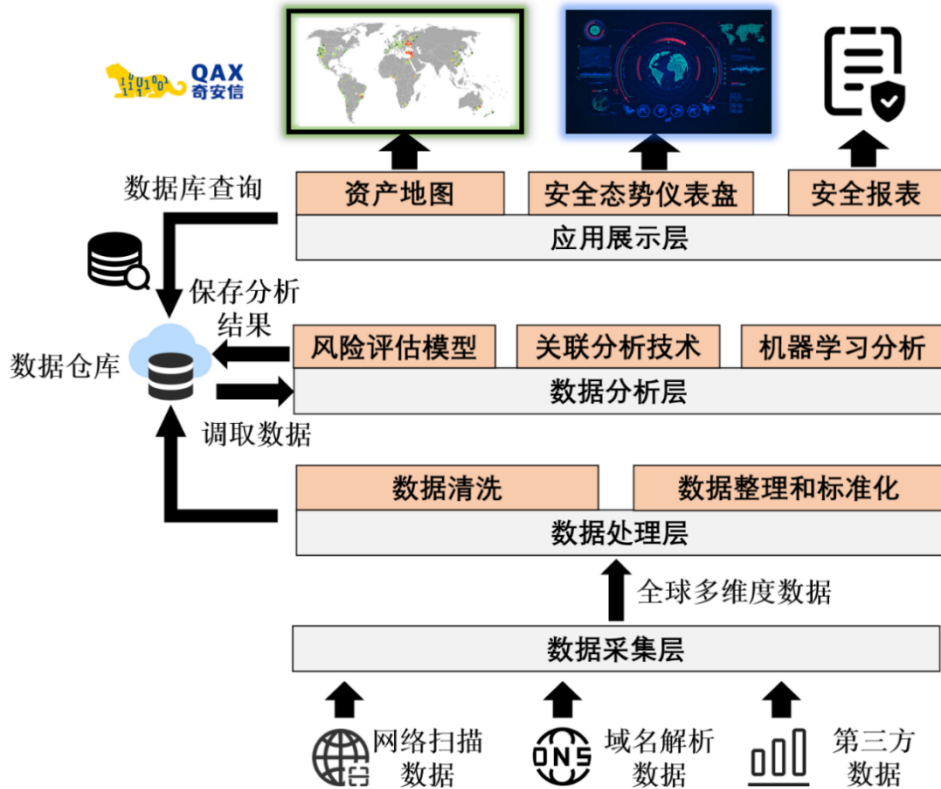 QAX
奇安信
数据库查询
资产地图
安全态势仪表盘
安全报表
应用展示层
保存分析
结果
风险评估模型
关联分析技术
机器学习分析
数据仓库
数据分析层
调取数据
数据清洗
数据整理和标准化
数据处理层
全球多维度数据
数据采集层
网络扫描
数据
DNS
域名解析
数据
第三方
数据